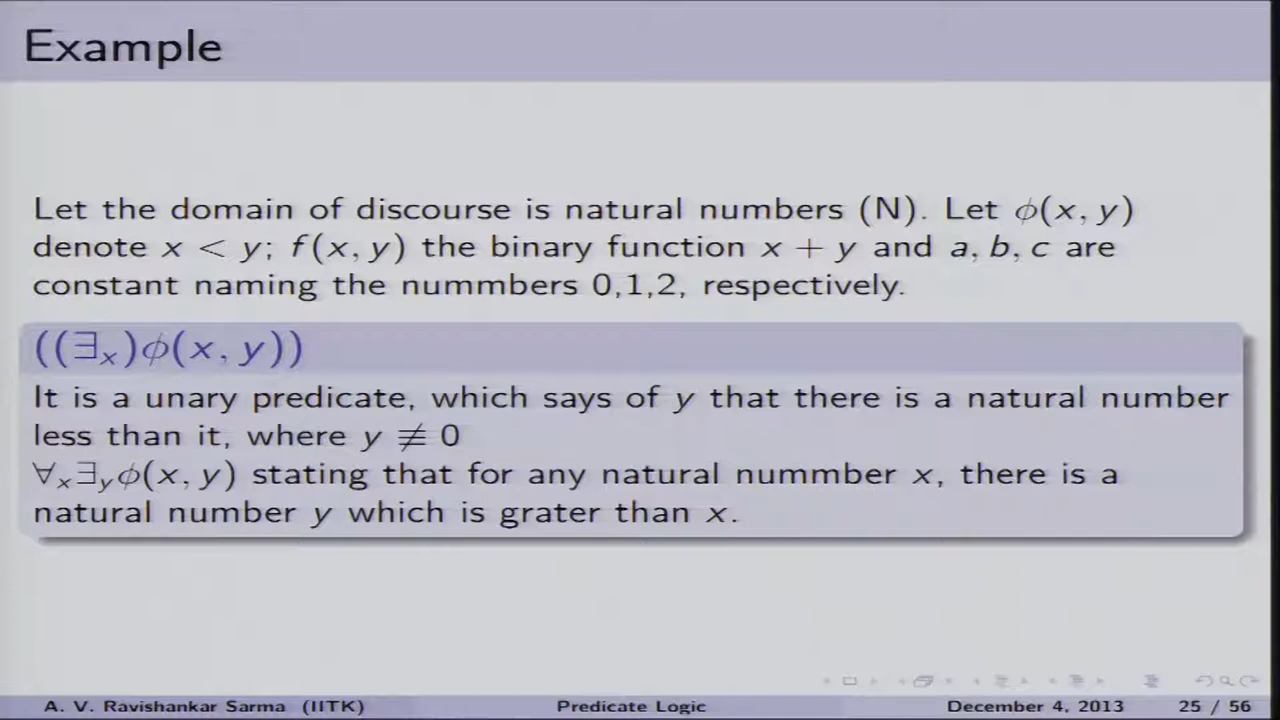 Example
Let the domain of discourse is natural numbers (N). Let ϕ(x, y)
denote x < y; f(x, y) the binary function x + y and a, b, c are
constant naming the nummbers 0,1,2, respectively.
((∃ₓ)ϕ(x, y))
It is a unary predicate, which says of y that there is a natural number
less than it, where y ≢ 0
∀ₓ∃ᵧϕ(x, y) stating that for any natural nummber x, there is a
natural number y which is grater than x.
A. V. Ravishankar Sarma (IITK) Predicate Logic December 4, 2013 25 / 56